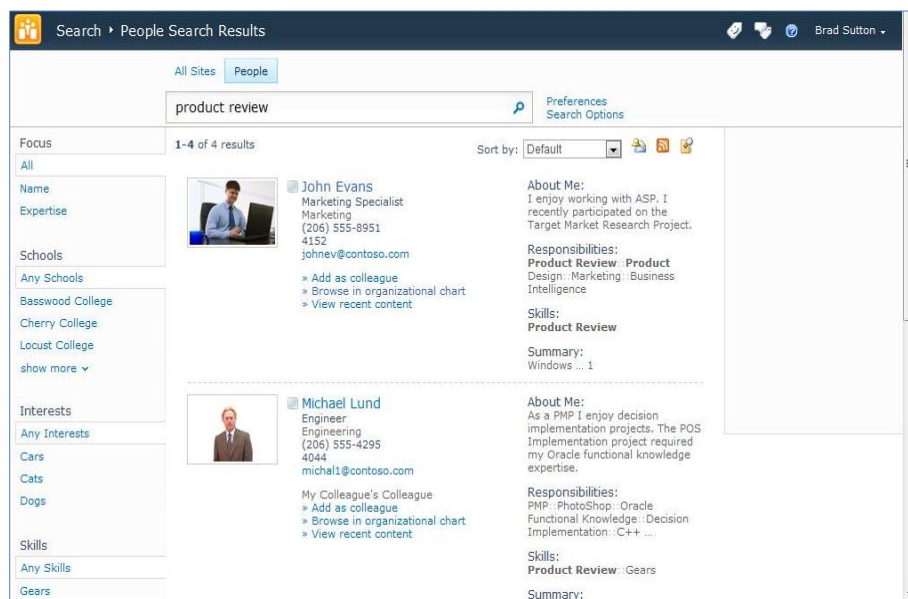 Search ▸ People Search Results
Brad Sutton
All Sites People
product review
Preferences
Search Options
Focus
All
Name
Expertise
Schools
Any Schools
Basswood College
Cherry College
Locust College
show more
Interests
Any Interests
Cars
Cats
Dogs
Skills
Any Skills
Gears
1-4 of 4 results
Sort by: Default
John Evans
Marketing Specialist
Marketing
(206) 555-8951
4152
johnev@contoso.com
» Add as colleague
» Browse in organizational chart
» View recent content
About Me:
I enjoy working with ASP. I
recently participated on the
Target Market Research Project.
Responsibilities:
Product Review::Product
Design::Marketing::Business
Intelligence
Skills:
Product Review
Summary:
Windows ... 1
Michael Lund
Engineer
Engineering
(206) 555-4295
4044
michal1@contoso.com
My Colleague's Colleague
» Add as colleague
» Browse in organizational chart
» View recent content
About Me:
As a PMP I enjoy decision
implementation projects. The POS
Implementation project required
my Oracle functional knowledge
expertise.
Responsibilities:
PMP::PhotoShop::Oracle
Functional Knowledge::Decision
Implementation::C++ ...
Skills:
Product Review::Gears
Summary: